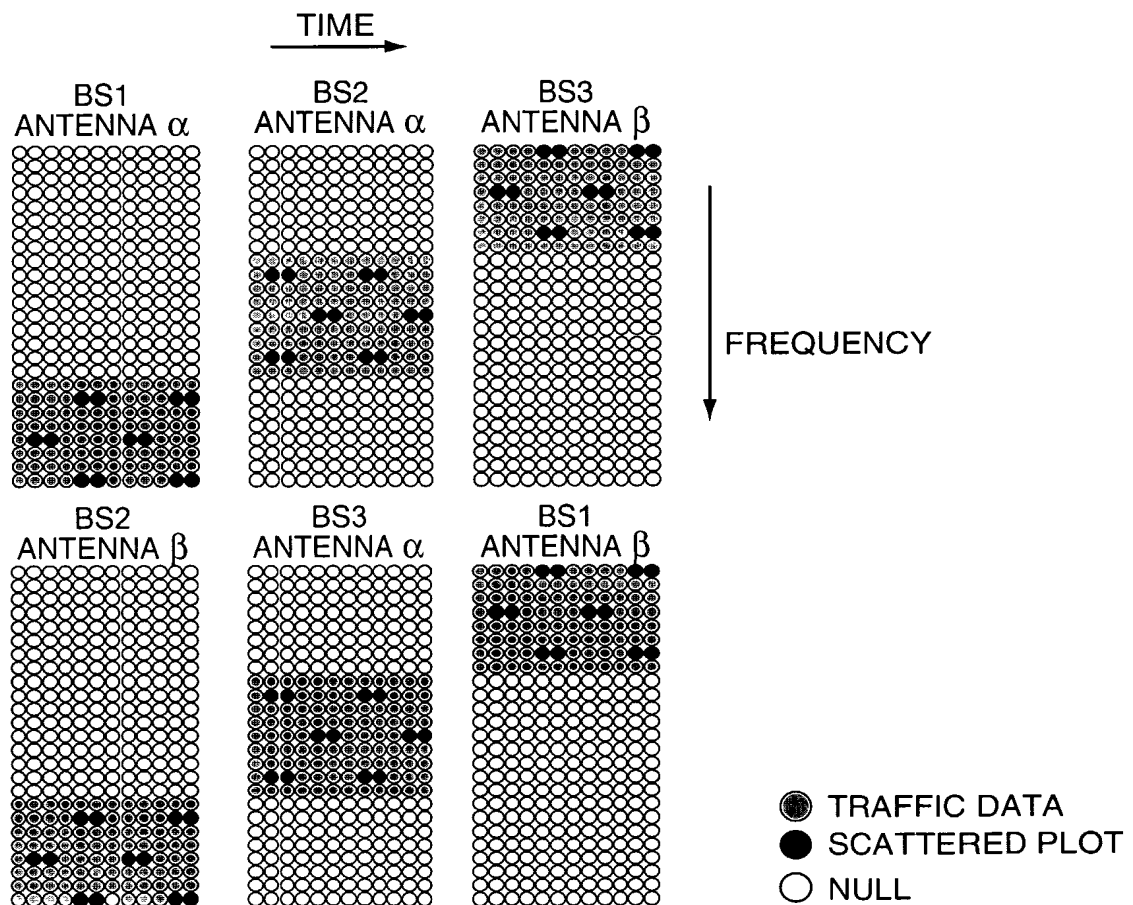 TIME
BS1
ANTENNA α
BS2
ANTENNA α
BS3
ANTENNA β
FREQUENCY
BS2
ANTENNA β
BS3
ANTENNA α
BS1
ANTENNA β
TRAFFIC DATA
SCATTERED PLOT
NULL